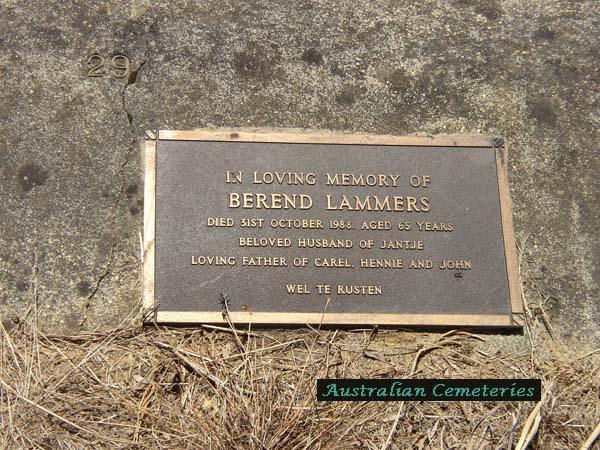 29
IN LOVING MEMORY OF
BEREND LAMMERS
DIED 31ST OCTOBER 1988. AGED 65 YEARS
BELOVED HUSBAND OF JANTJE
LOVING FATHER OF CAREL, HENNIE AND JOHN
WEL TE RUSTEN
Australian Cemeteries